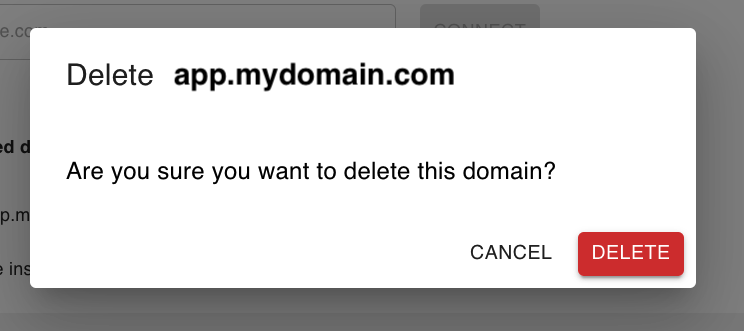 e.com
CONNECT
Delete app.mydomain.com
ed d
Are you sure you want to delete this domain?
p.m
CANCEL DELETE
e ins